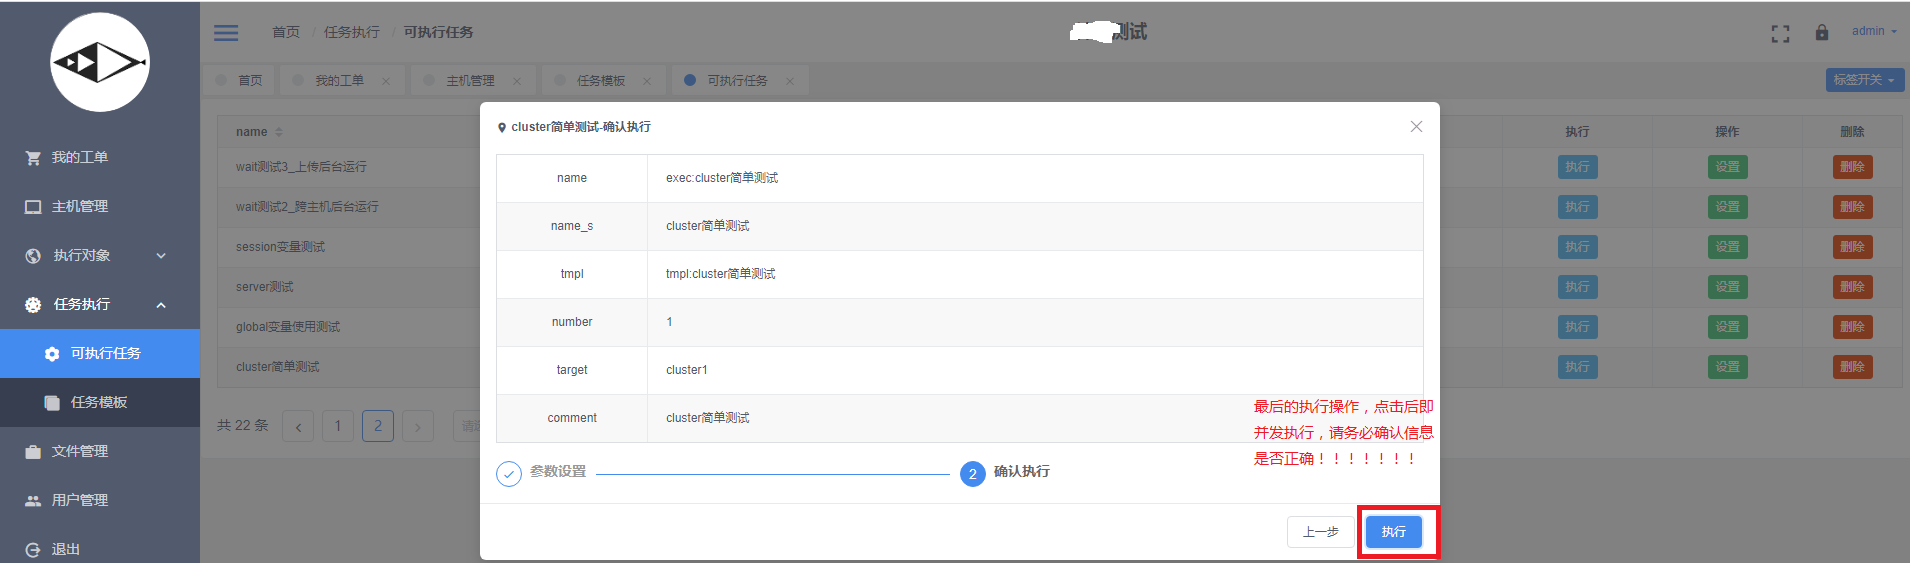 首页 / 任务执行 / 可执行任务
测试
admin
首页
我的工单
主机管理
任务模板
可执行任务
标签开关
我的工单
主机管理
执行对象
任务执行
可执行任务
任务模板
文件管理
用户管理
退出
name
执行
操作
删除
wait测试3_上传后台运行
执行
设置
删除
wait测试2_跨主机后台运行
执行
设置
删除
session变量测试
执行
设置
删除
server测试
执行
设置
删除
global变量使用测试
执行
设置
删除
cluster简单测试
执行
设置
删除
共 22 条
1
2
cluster简单测试-确认执行
name exec:cluster简单测试
name_s cluster简单测试
tmpl tmpl:cluster简单测试
number 1
target cluster1
comment cluster简单测试
最后的执行操作，点击后即
并发执行，请务必确认信息
是否正确！！！！！！！
参数设置
2 确认执行
上一步
执行